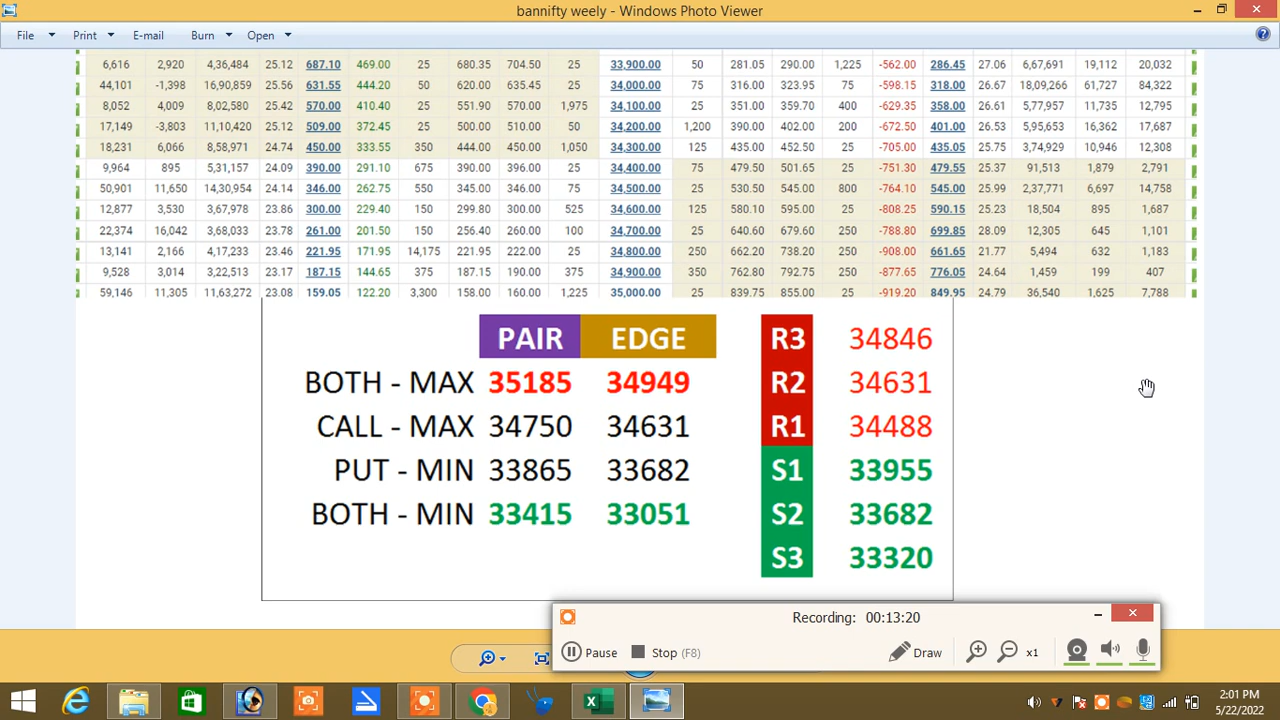 bannifty weely - Windows Photo Viewer
File Print E-mail Burn Open
6,616 2,920 4,36,484 25.12 687.10 469.00 25 680.35 704.50 25 33,900.00 50 281.05 290.00 1,225 -562.00 286.45 27.06 6,67,691 19,112 20,032
44,101 -1,398 16,90,859 25.56 631.55 444.20 50 620.00 635.45 25 34,000.00 75 316.00 323.95 75 -598.15 318.00 26.67 18,09,266 61,727 84,322
8,052 4,009 8,02,580 25.42 570.00 410.40 25 551.90 570.00 1,975 34,100.00 25 351.00 359.70 400 -629.35 358.00 26.61 5,77,957 11,735 12,795
17,149 -3,803 11,10,420 25.12 509.00 372.45 25 500.00 510.00 50 34,200.00 1,200 390.00 402.00 200 -672.50 401.00 26.53 5,95,653 16,362 17,687
18,231 6,066 8,58,971 24.74 450.00 333.55 350 444.00 450.00 1,050 34,300.00 125 435.00 452.50 25 -705.00 435.05 25.75 3,74,929 10,946 12,308
9,964 895 5,31,157 24.09 390.00 291.10 675 390.00 396.00 25 34,400.00 75 479.50 501.65 25 -751.30 479.55 25.37 91,513 1,879 2,791
50,901 11,650 14,30,954 24.14 346.00 262.75 550 345.00 346.00 75 34,500.00 25 530.50 545.00 800 -764.10 545.00 25.99 2,37,771 6,697 14,758
12,877 3,530 3,67,978 23.86 300.00 229.40 150 299.80 300.00 525 34,600.00 125 580.10 595.00 25 -808.25 590.15 25.23 18,504 895 1,687
22,374 16,042 3,68,033 23.78 261.00 201.50 150 256.40 260.00 100 34,700.00 25 640.60 679.60 250 -788.80 699.85 28.09 12,305 645 1,101
13,141 2,166 4,17,233 23.46 221.95 171.95 14,175 221.95 222.00 25 34,800.00 250 662.20 738.20 250 -908.00 661.65 21.77 5,494 632 1,183
9,528 3,014 3,22,513 23.17 187.15 144.65 375 187.15 190.00 375 34,900.00 350 762.80 792.75 250 -877.65 776.05 24.64 1,459 199 407
59,146 11,305 11,63,272 23.08 159.05 122.20 3,300 158.00 160.00 1,225 35,000.00 25 839.75 855.00 25 -919.20 849.95 24.79 36,540 1,625 7,788
PAIR EDGE R3 34846
BOTH - MAX 35185 34949 R2 34631
CALL - MAX 34750 34631 R1 34488
PUT - MIN 33865 33682 S1 33955
BOTH - MIN 33415 33051 S2 33682
S3 33320
Recording: 00:13:20
Pause Stop (F8) Draw x1
2:01 PM
5/22/2022